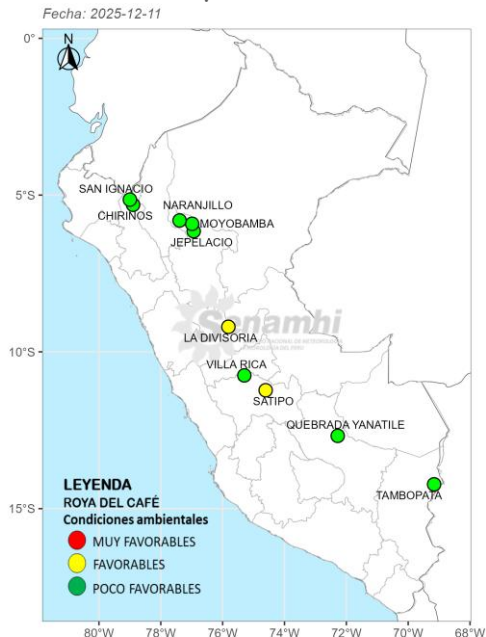 Fecha: 2025-12-11
N
0°
5°S
10°S
15°S
SAN IGNACIO
CHIRINOS
NARANJILLO
MOYOBAMBA
JEPELACIO
Senamhi
LA DIVISORIA
VILLA RICA
SATIPO
QUEBRADA YANATILE
TAMBOPATA
LEYENDA
ROYA DEL CAFÉ
Condiciones ambientales
MUY FAVORABLES
FAVORABLES
POCO FAVORABLES
80°W 78°W 76°W 74°W 72°W 70°W 68°W